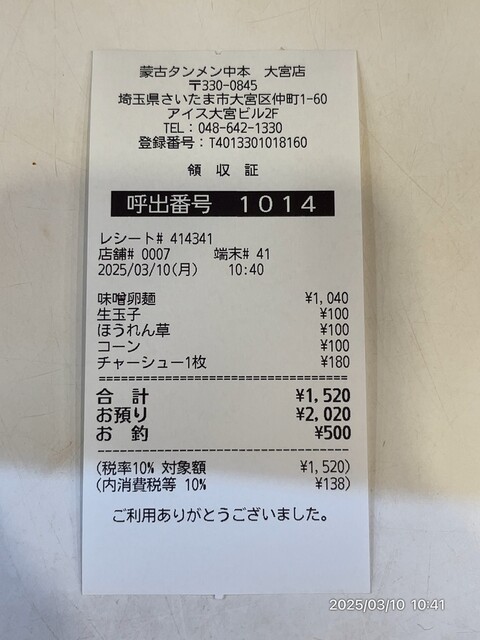 蒙古タンメン中本　大宮店
〒330-0845
埼玉県さいたま市大宮区仲町1-60
アイス大宮ビル2F
TEL：048-642-1330
登録番号：T4013301018160
領　収　証
呼出番号　1014
レシート# 414341
店舗# 0007　　端末# 41
2025/03/10(月)　　10:40
味噌卵麺　¥1,040
生玉子　¥100
ほうれん草　¥100
コーン　¥100
チャーシュー1枚　¥180
====================================
合　計　¥1,520
お預り　¥2,020
お　釣　¥500
------------------------------------
(税率10% 対象額　¥1,520)
(内消費税等 10%　¥138)
ご利用ありがとうございました。
2025/03/10 10:41